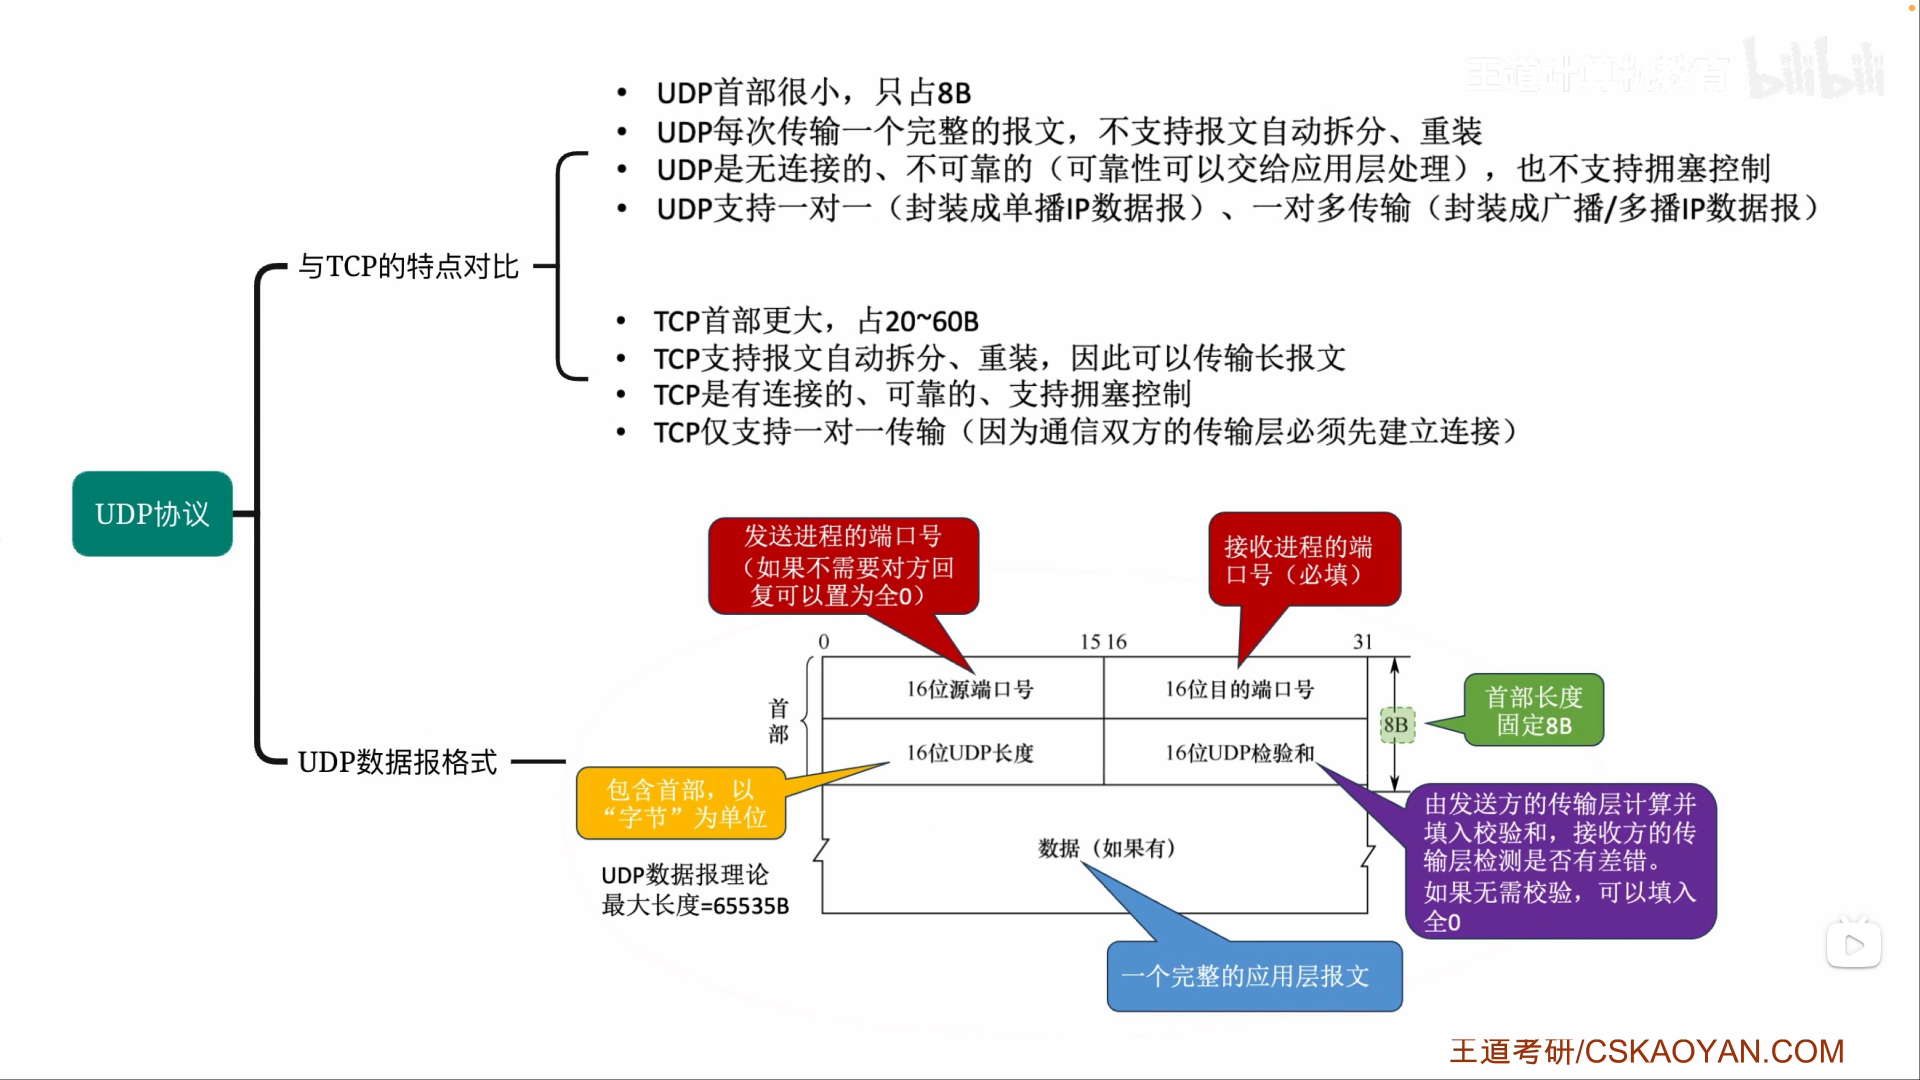 王道计算机教育 bilibili
• UDP首部很小，只占8B
• UDP每次传输一个完整的报文，不支持报文自动拆分、重装
• UDP是无连接的、不可靠的（可靠性可以交给应用层处理），也不支持拥塞控制
• UDP支持一对一（封装成单播IP数据报）、一对多传输（封装成广播/多播IP数据报）
与TCP的特点对比
• TCP首部更大，占20~60B
• TCP支持报文自动拆分、重装，因此可以传输长报文
• TCP是有连接的、可靠的、支持拥塞控制
• TCP仅支持一对一传输（因为通信双方的传输层必须先建立连接）
UDP协议
UDP数据报格式
发送进程的端口号
（如果不需要对方回
复可以置为全0）
接收进程的端
口号（必填）
0 15 16 31
首
部
16位源端口号 16位目的端口号
16位UDP长度 16位UDP检验和
8B
首部长度
固定8B
包含首部，以
“字节”为单位
由发送方的传输层计算并
填入校验和，接收方的传
输层检测是否有差错。
如果无需校验，可以填入
全0
数据（如果有）
UDP数据报理论
最大长度=65535B
一个完整的应用层报文
王道考研/CSKAOYAN.COM